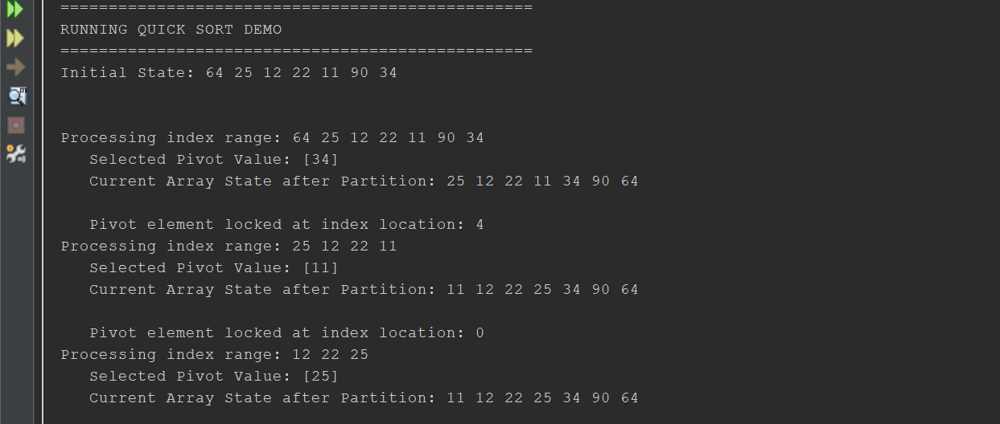 =================================================
RUNNING QUICK SORT DEMO
=================================================
Initial State: 64 25 12 22 11 90 34
Processing index range: 64 25 12 22 11 90 34
Selected Pivot Value: [34]
Current Array State after Partition: 25 12 22 11 34 90 64
Pivot element locked at index location: 4
Processing index range: 25 12 22 11
Selected Pivot Value: [11]
Current Array State after Partition: 11 12 22 25 34 90 64
Pivot element locked at index location: 0
Processing index range: 12 22 25
Selected Pivot Value: [25]
Current Array State after Partition: 11 12 22 25 34 90 64